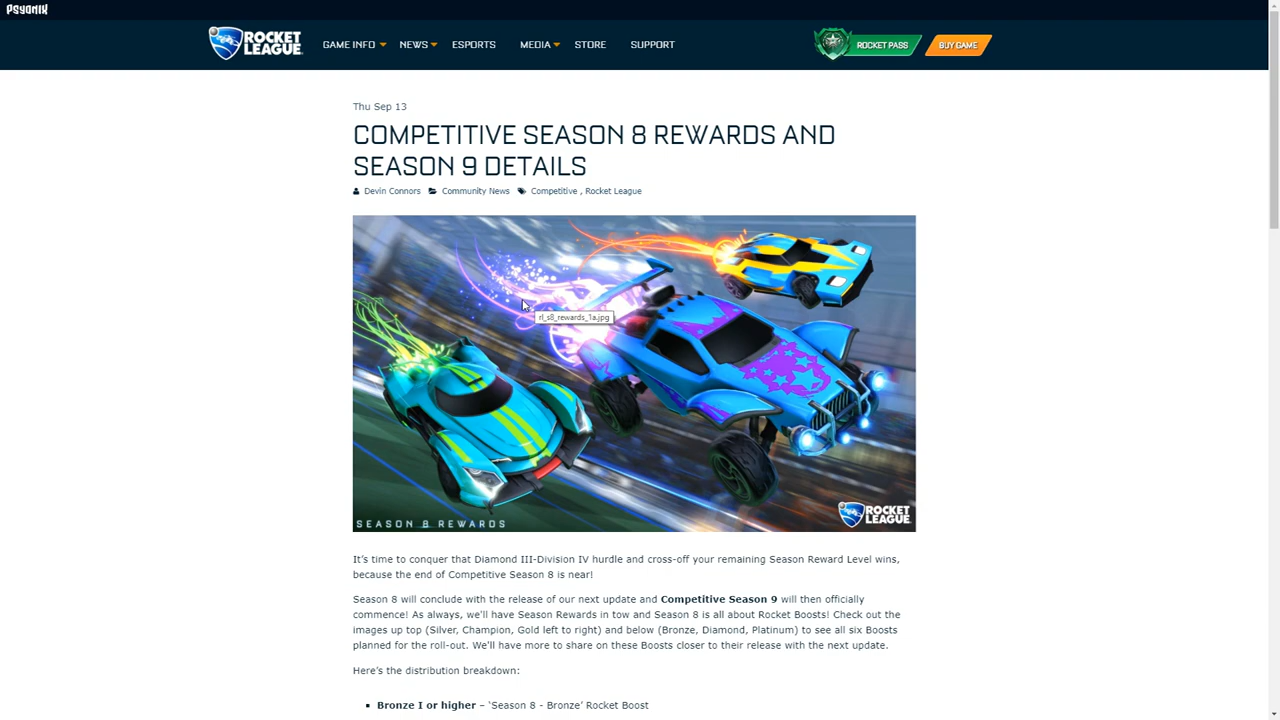 PSYONIX
ROCKET LEAGUE
GAME INFO NEWS ESPORTS MEDIA STORE SUPPORT
ROCKET PASS
BUY GAME
Thu Sep 13
COMPETITIVE SEASON 8 REWARDS AND
SEASON 9 DETAILS
Devin Connors Community News Competitive , Rocket League
rl_s8_rewards_1a.jpg
SEASON 8 REWARDS
ROCKET LEAGUE
It's time to conquer that Diamond III-Division IV hurdle and cross-off your remaining Season Reward Level wins,
because the end of Competitive Season 8 is near!
Season 8 will conclude with the release of our next update and Competitive Season 9 will then officially
commence! As always, we'll have Season Rewards in tow and Season 8 is all about Rocket Boosts! Check out the
images up top (Silver, Champion, Gold left to right) and below (Bronze, Diamond, Platinum) to see all six Boosts
planned for the roll-out. We'll have more to share on these Boosts closer to their release with the next update.
Here's the distribution breakdown:
Bronze I or higher – 'Season 8 - Bronze' Rocket Boost